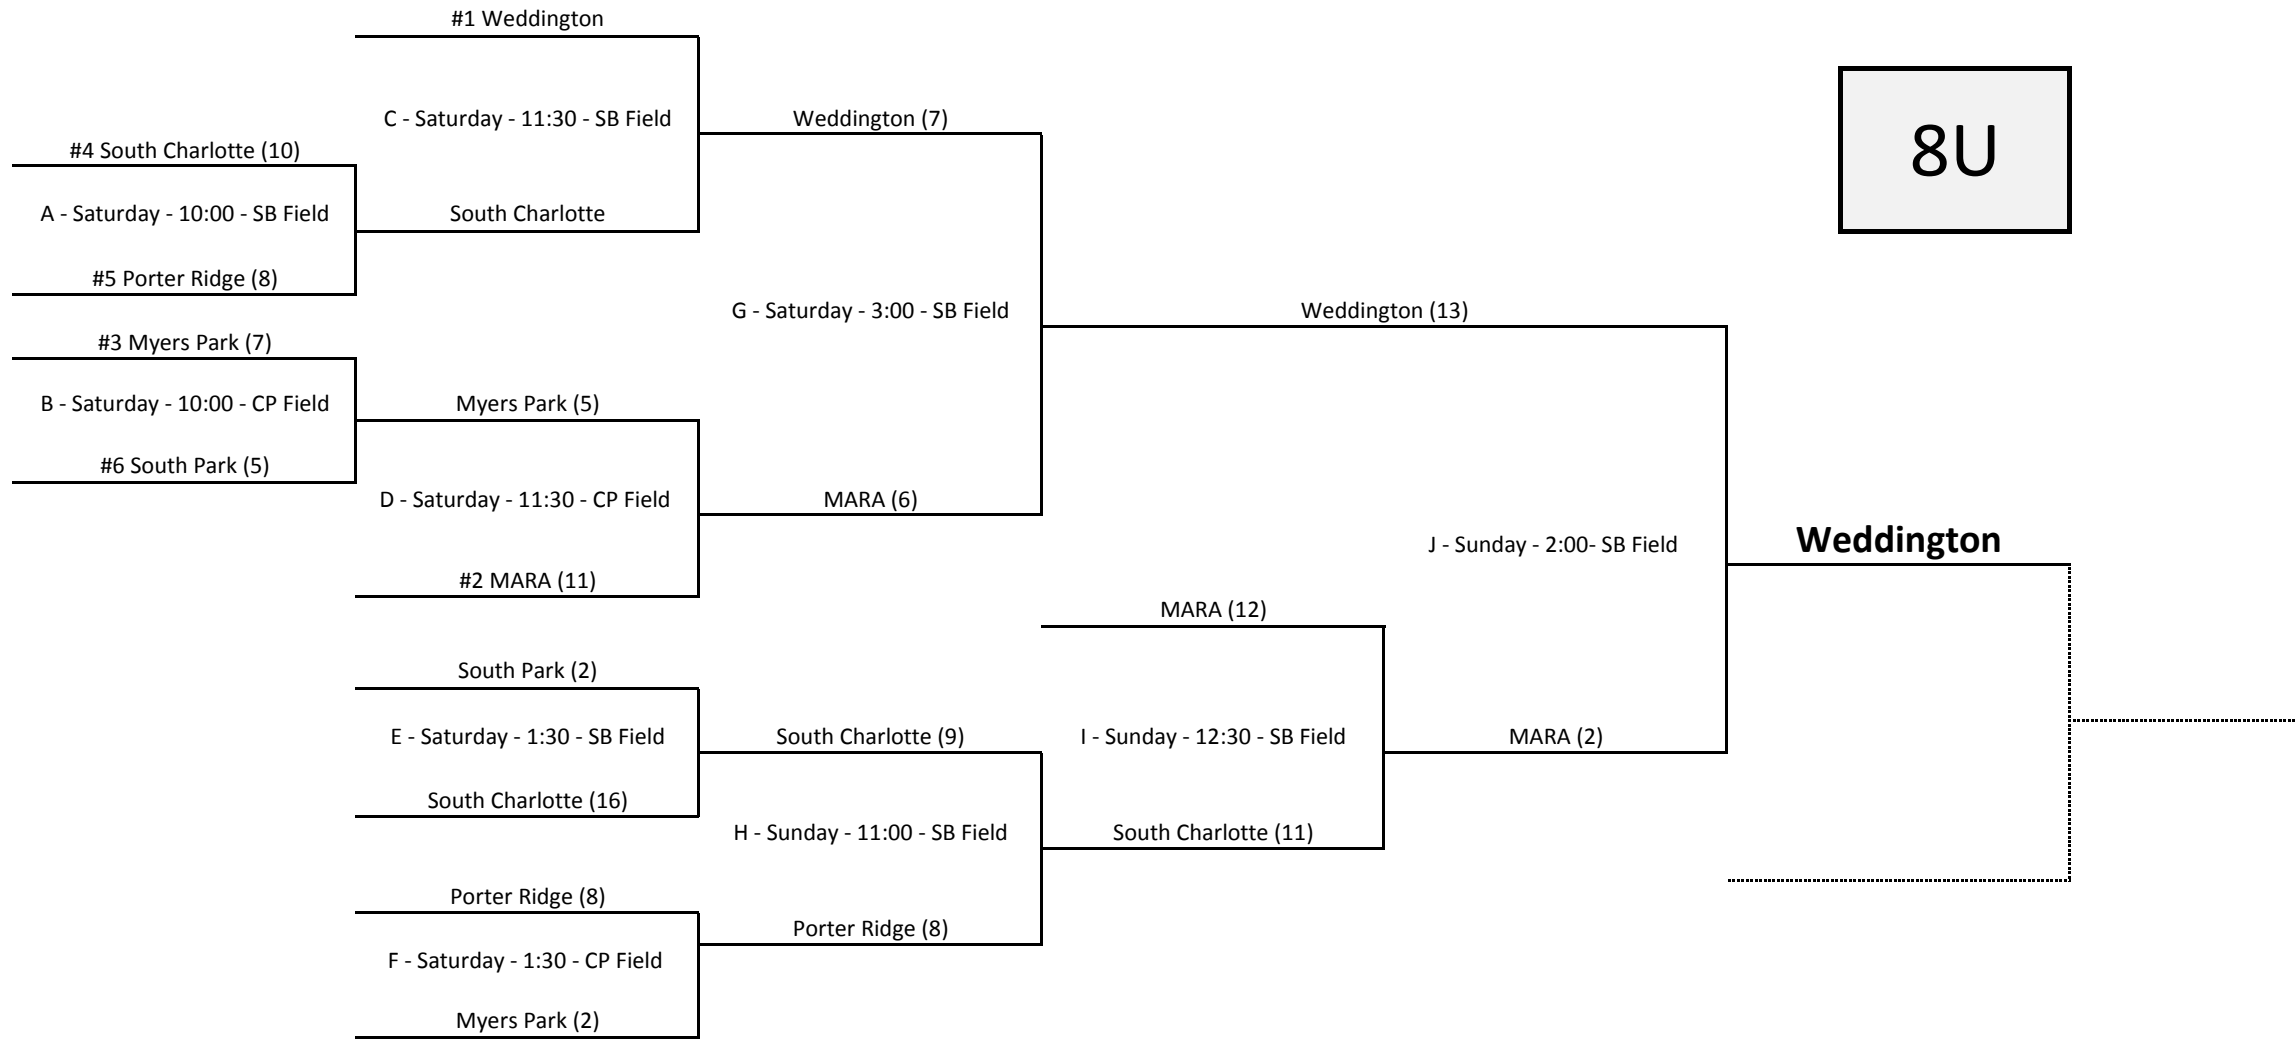 #1 Weddington
C - Saturday - 11:30 - SB Field
Weddington (7)
8U
#4 South Charlotte (10)
A - Saturday - 10:00 - SB Field
South Charlotte
#5 Porter Ridge (8)
G - Saturday - 3:00 - SB Field
Weddington (13)
#3 Myers Park (7)
B - Saturday - 10:00 - CP Field
Myers Park (5)
#6 South Park (5)
D - Saturday - 11:30 - CP Field
MARA (6)
J - Sunday - 2:00- SB Field
Weddington
#2 MARA (11)
MARA (12)
South Park (2)
E - Saturday - 1:30 - SB Field
South Charlotte (9)
I - Sunday - 12:30 - SB Field
MARA (2)
South Charlotte (16)
H - Sunday - 11:00 - SB Field
South Charlotte (11)
Porter Ridge (8)
Porter Ridge (8)
F - Saturday - 1:30 - CP Field
Myers Park (2)